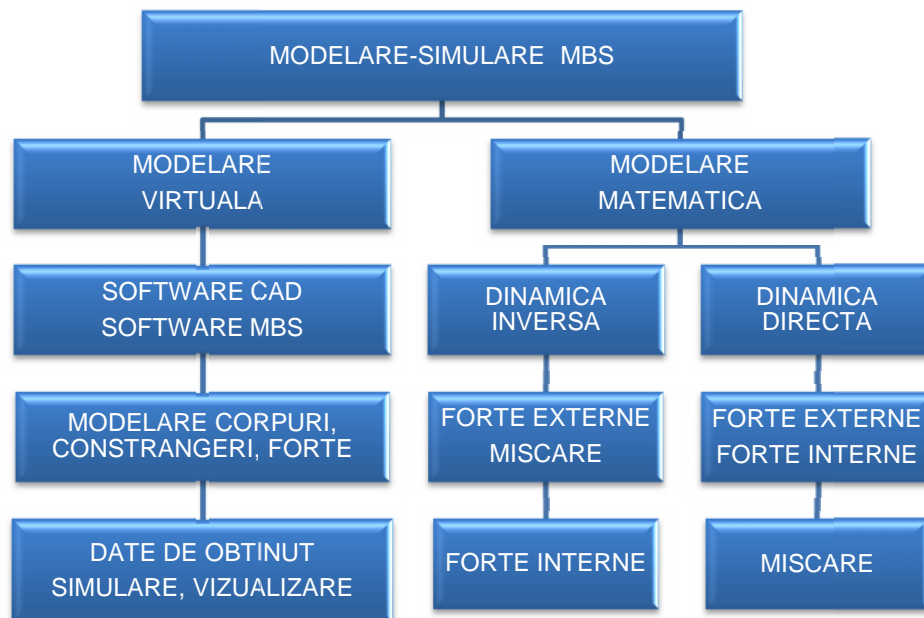 MODELARE-SIMULARE MBS
MODELARE
VIRTUALA
MODELARE
MATEMATICA
SOFTWARE CAD
SOFTWARE MBS
DINAMICA
INVERSA
DINAMICA
DIRECTA
MODELARE CORPURI,
CONSTRANGERI, FORTE
FORTE EXTERNE
MISCARE
FORTE EXTERNE
FORTE INTERNE
DATE DE OBTINUT
SIMULARE, VIZUALIZARE
FORTE INTERNE
MISCARE